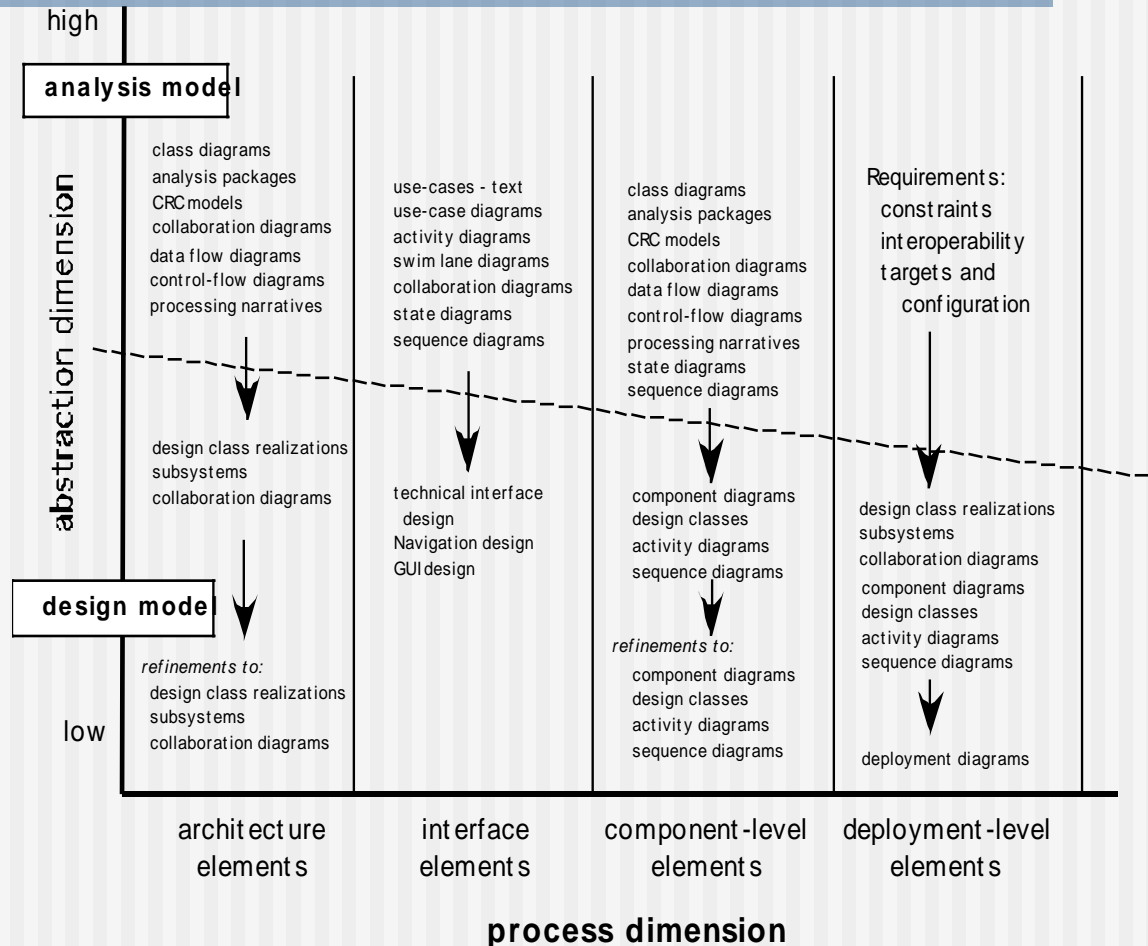 high
analysis model
abstraction dimension
design model
low
class diagrams
analysis packages
CRC models
collaboration diagrams
data flow diagrams
control-flow diagrams
processing narratives
design class realizations
subsystems
collaboration diagrams
refinements to:
design class realizations
subsystems
collaboration diagrams
use-cases - text
use-case diagrams
activity diagrams
swim lane diagrams
collaboration diagrams
state diagrams
sequence diagrams
technical interface
design
Navigation design
GUI design
class diagrams
analysis packages
CRC models
collaboration diagrams
data flow diagrams
control-flow diagrams
processing narratives
state diagrams
sequence diagrams
component diagrams
design classes
activity diagrams
sequence diagrams
refinements to:
component diagrams
design classes
activity diagrams
sequence diagrams
Requirements:
constraints
interoperability
targets and
configuration
design class realizations
subsystems
collaboration diagrams
component diagrams
design classes
activity diagrams
sequence diagrams
deployment diagrams
architecture
elements
interface
elements
component-level
elements
deployment-level
elements
process dimension